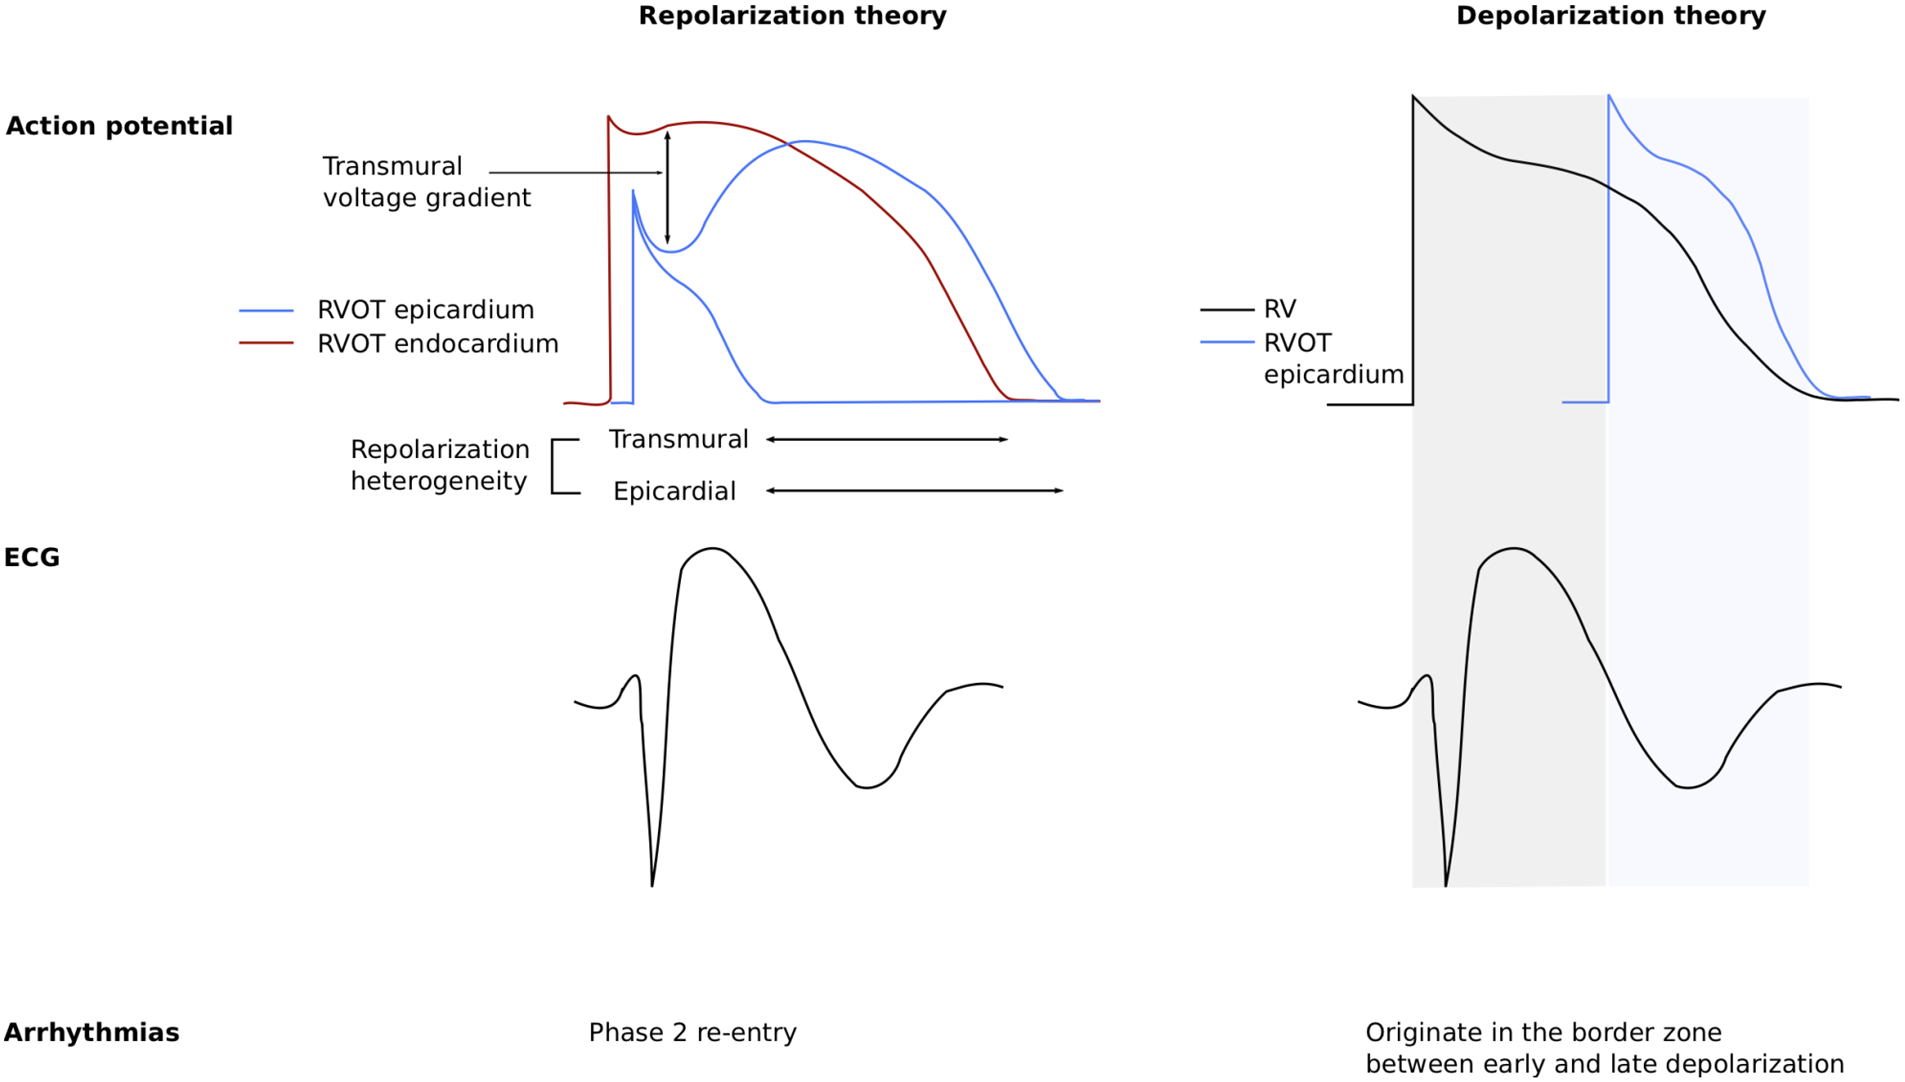 Repolarization theory
Depolarization theory
Action potential
Transmural
voltage gradient
RVOT epicardium
RVOT endocardium
RV
RVOT
epicardium
Repolarization
heterogeneity
Transmural
Epicardial
ECG
Arrhythmias
Phase 2 re-entry
Originate in the border zone
between early and late depolarization